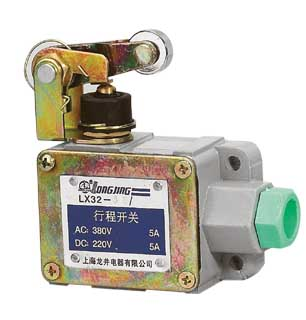 LONGJING
LX32-
行程开关
AC: 380V 5A
DC: 220V 5A
上海龙井电器有限公司